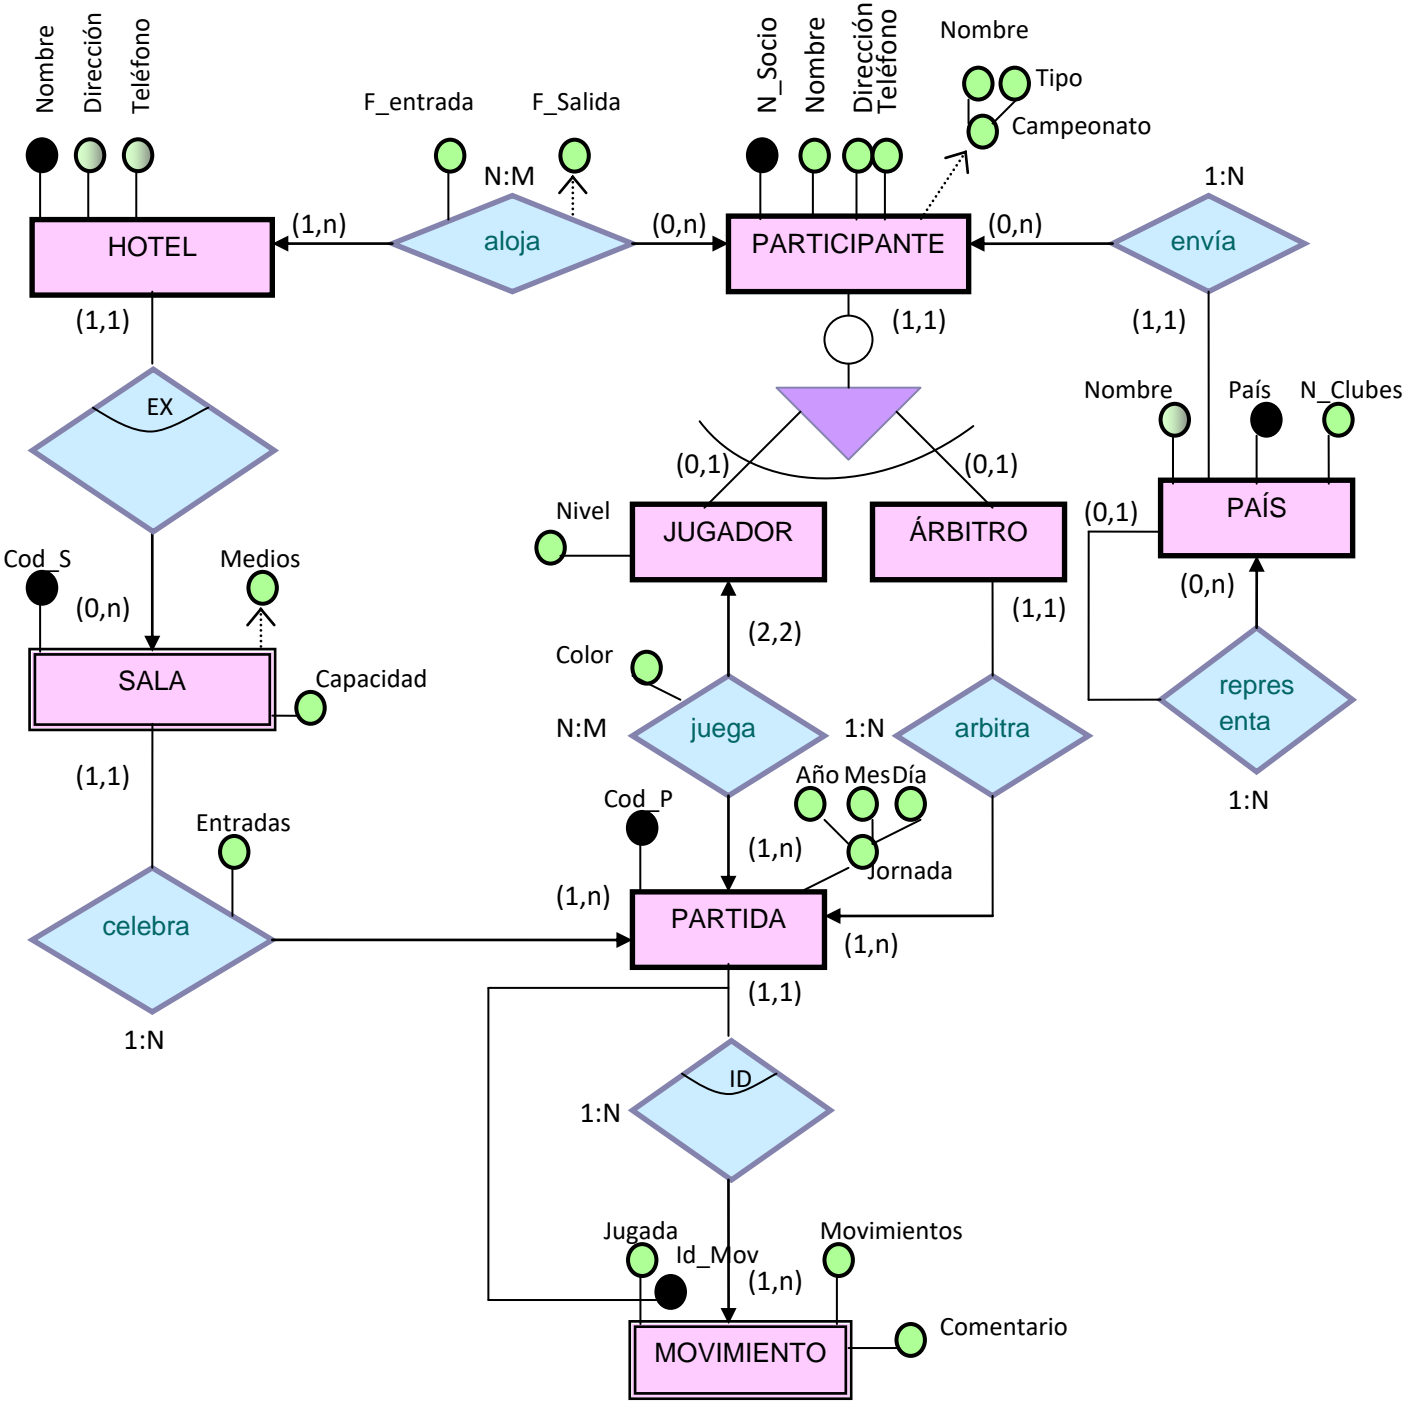 Nombre
Dirección
Teléfono
F_entrada
F_Salida
N_Socio
Nombre
Dirección
Teléfono
Nombre
Tipo
Campeonato
N:M
1:N
(1,n)
(0,n)
(0,n)
HOTEL
aloja
PARTICIPANTE
envía
(1,1)
(1,1)
(1,1)
EX
Nombre
País
N_Clubes
(0,1)
(0,1)
Nivel
JUGADOR
ÁRBITRO
(0,1)
PAÍS
Cod_S
Medios
(0,n)
(1,1)
(0,n)
(2,2)
SALA
Capacidad
Color
repres
enta
N:M
juega
1:N
arbitra
(1,1)
Año
Mes
Día
Cod_P
1:N
Entradas
(1,n)
Jornada
(1,n)
celebra
PARTIDA
(1,n)
(1,1)
1:N
ID
1:N
Jugada
Id_Mov
Movimientos
(1,n)
Comentario
MOVIMIENTO